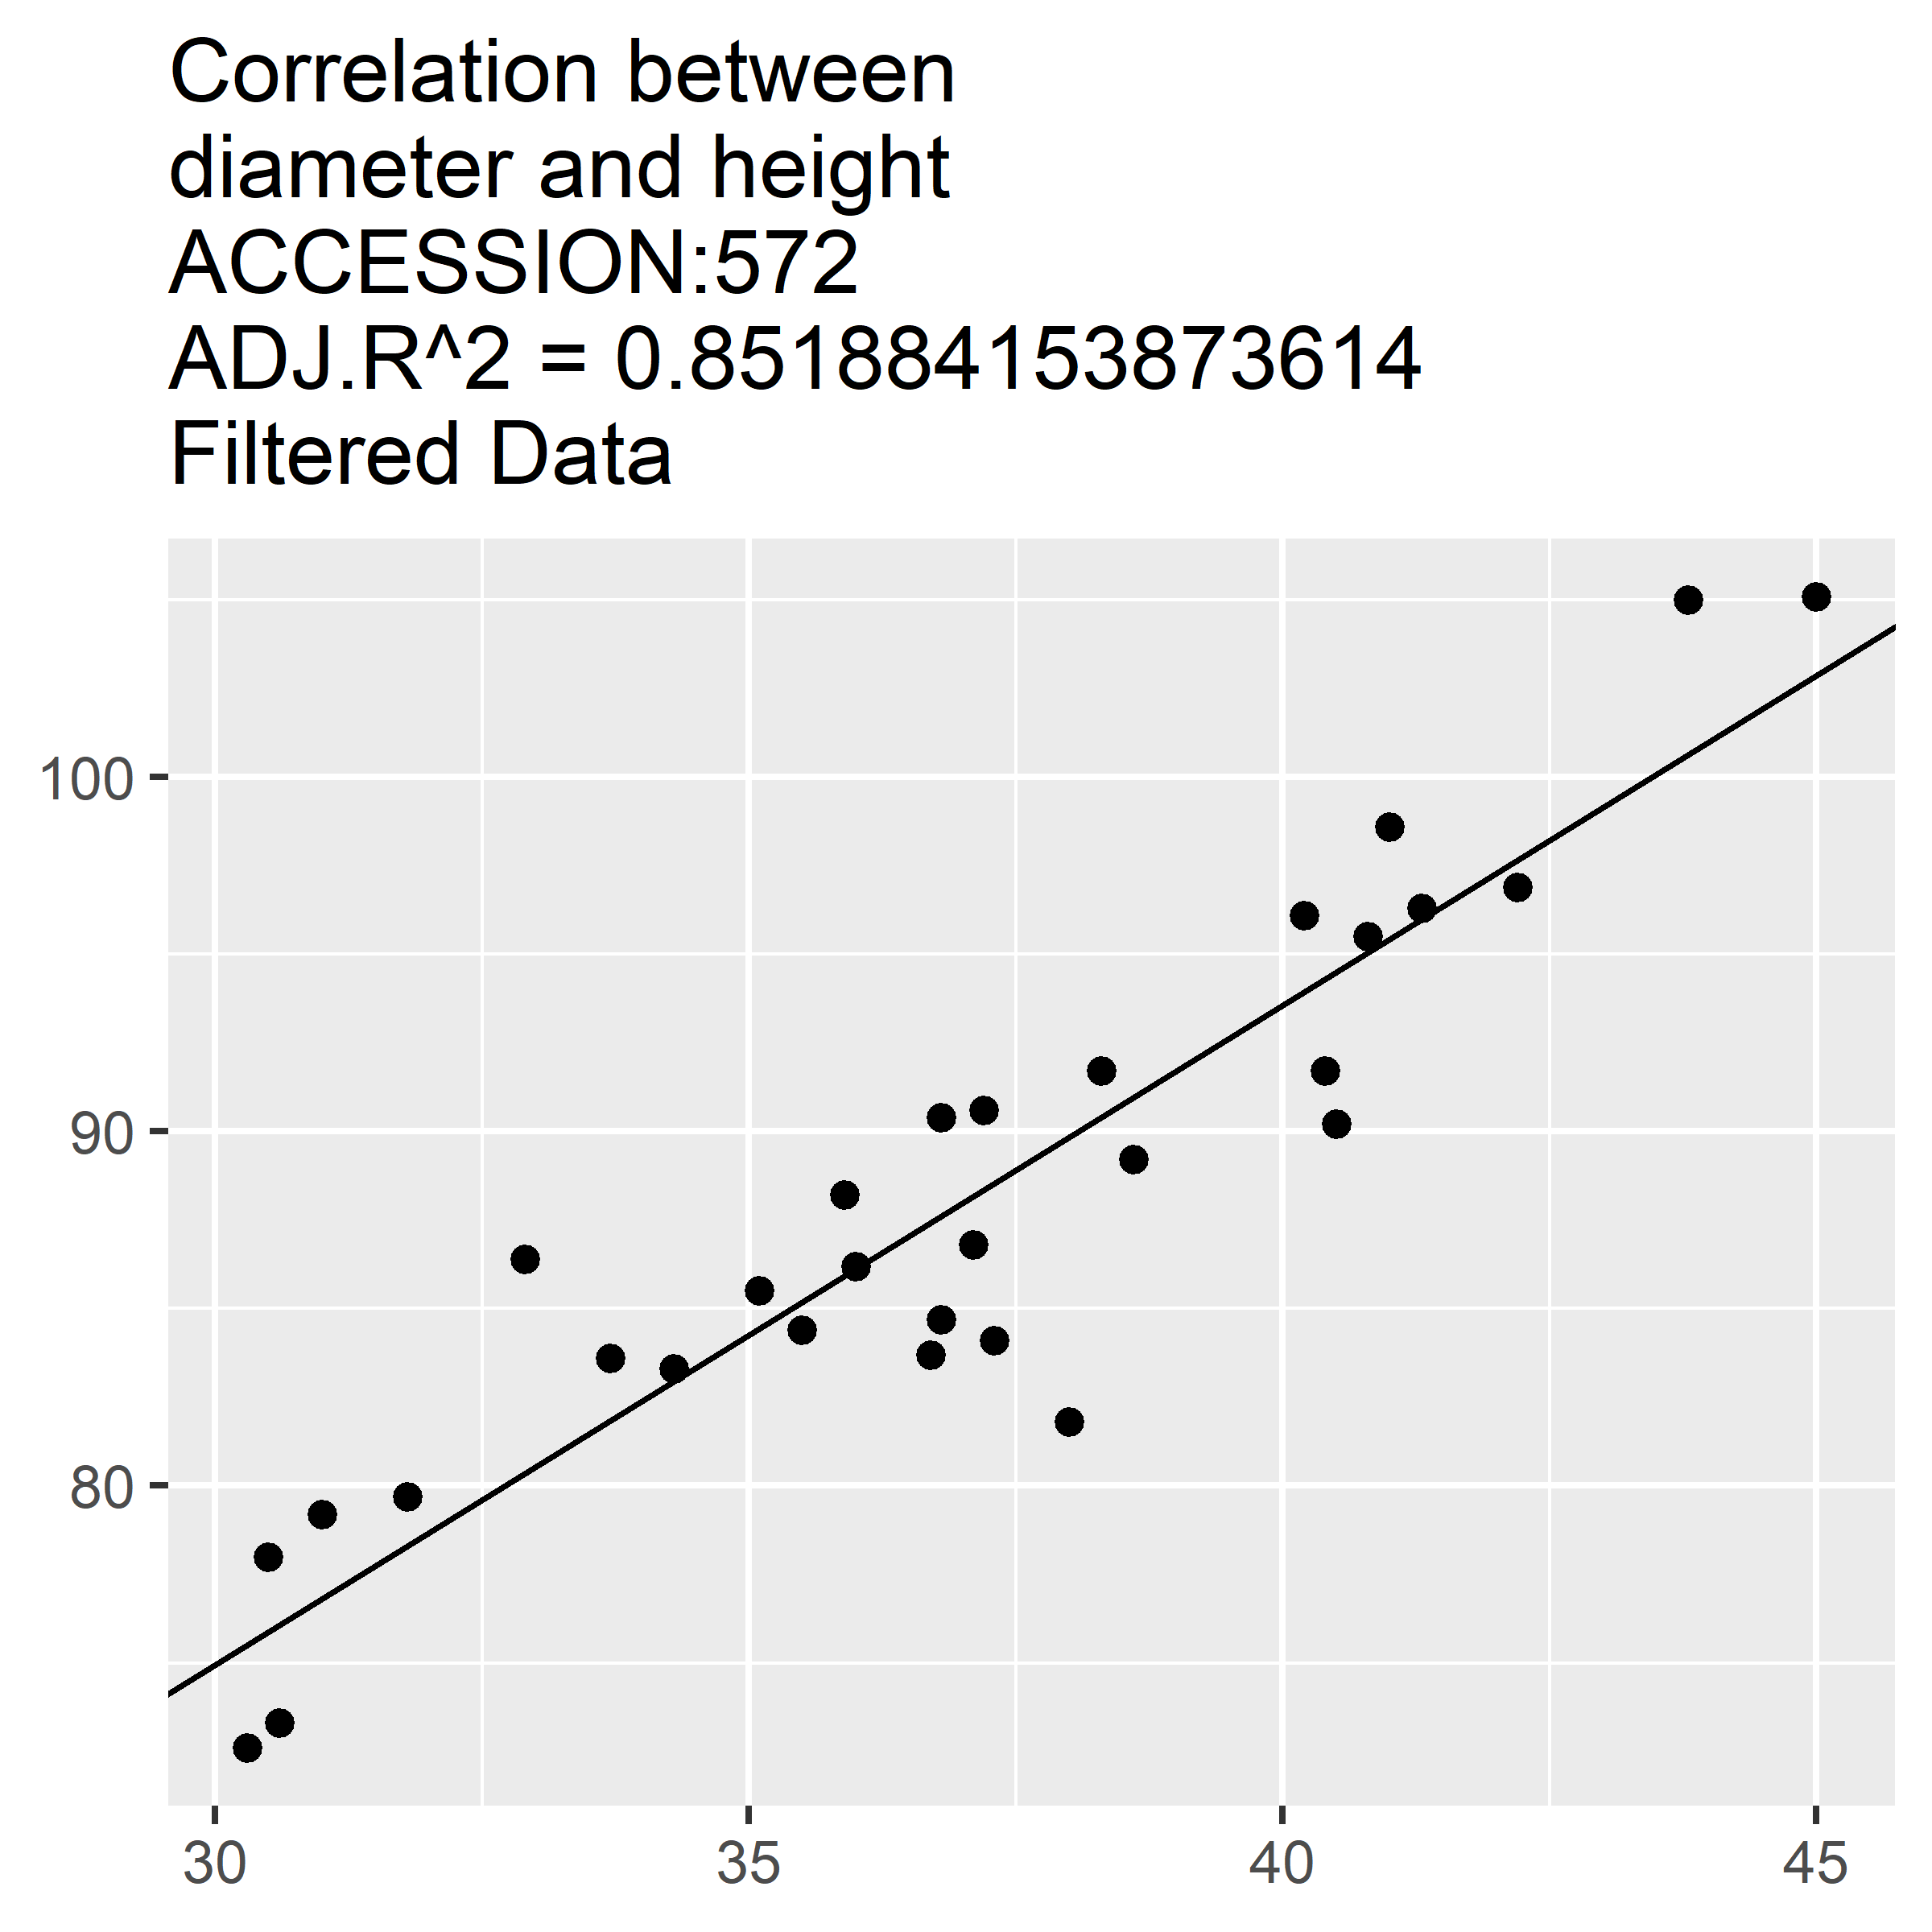 Correlation between
diameter and height
ACCESSION:572
ADJ.R^2 = 0.851884153873614
Filtered Data
100
90
80
30 35 40 45